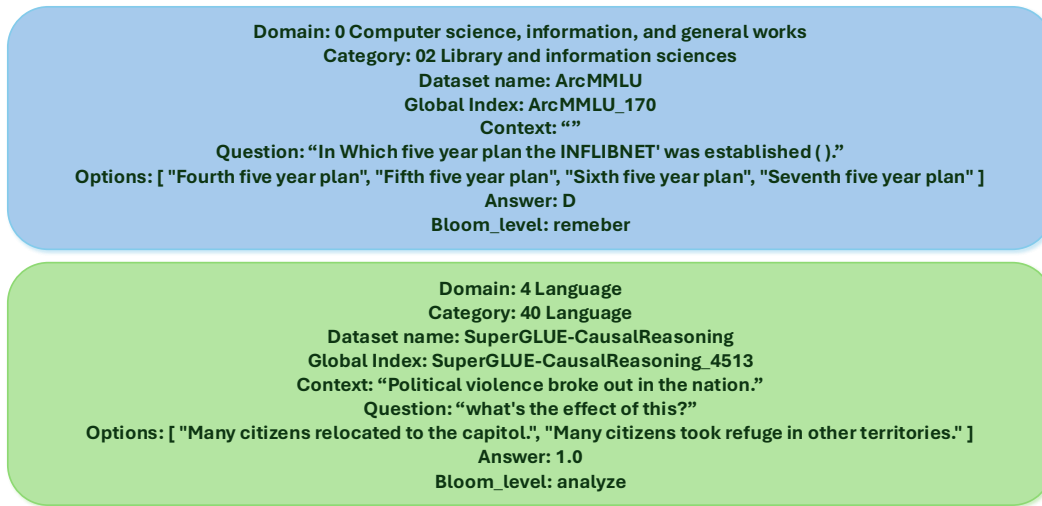 Domain: 0 Computer science, information, and general works
Category: 02 Library and information sciences
Dataset name: ArcMMLU
Global Index: ArcMMLU_170
Context: “”
Question: “In Which five year plan the INFLIBNET' was established ( ).”
Options: [ "Fourth five year plan", "Fifth five year plan", "Sixth five year plan", "Seventh five year plan" ]
Answer: D
Bloom_level: remeber
Domain: 4 Language
Category: 40 Language
Dataset name: SuperGLUE-CausalReasoning
Global Index: SuperGLUE-CausalReasoning_4513
Context: “Political violence broke out in the nation.”
Question: “what's the effect of this?”
Options: [ "Many citizens relocated to the capitol.", "Many citizens took refuge in other territories." ]
Answer: 1.0
Bloom_level: analyze